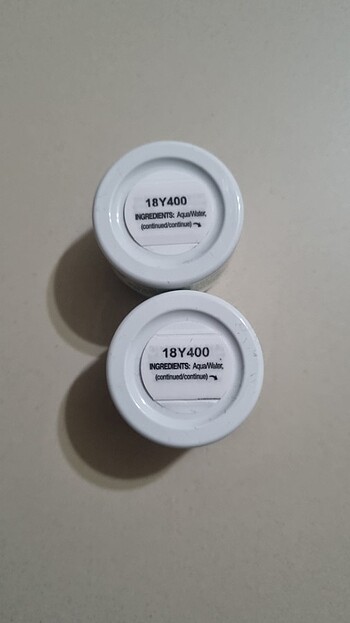 18Y400
INGREDIENTS: Aqua/Water,
(continued/continue)
18Y400
INGREDIENTS: Aqua/Water,
(continued/continue)